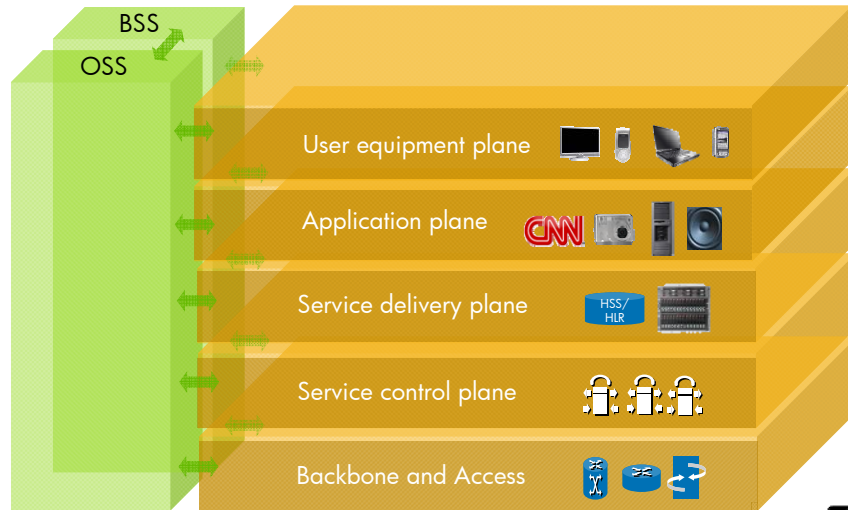 BSS
OSS
User equipment plane
Application plane
CNN
Service delivery plane
HSS/
HLR
Service control plane
Backbone and Access